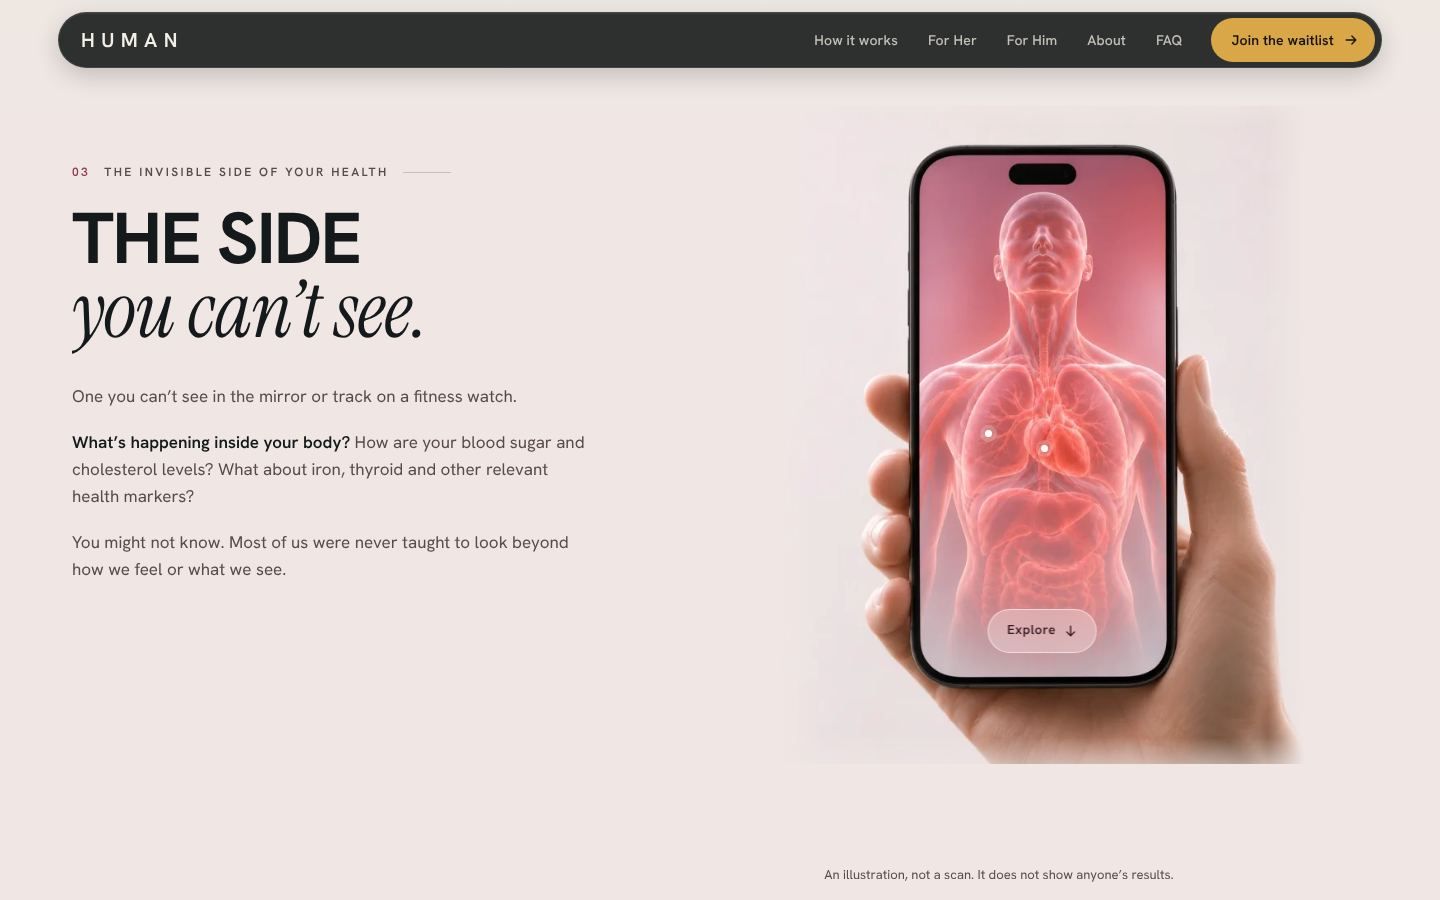 HUMAN
How it works
For Her
For Him
About
FAQ
Join the waitlist →
03 THE INVISIBLE SIDE OF YOUR HEALTH
THE SIDE
you can’t see.
One you can’t see in the mirror or track on a fitness watch.
What’s happening inside your body? How are your blood sugar and
cholesterol levels? What about iron, thyroid and other relevant
health markers?
You might not know. Most of us were never taught to look beyond
how we feel or what we see.
Explore ↓
An illustration, not a scan. It does not show anyone’s results.